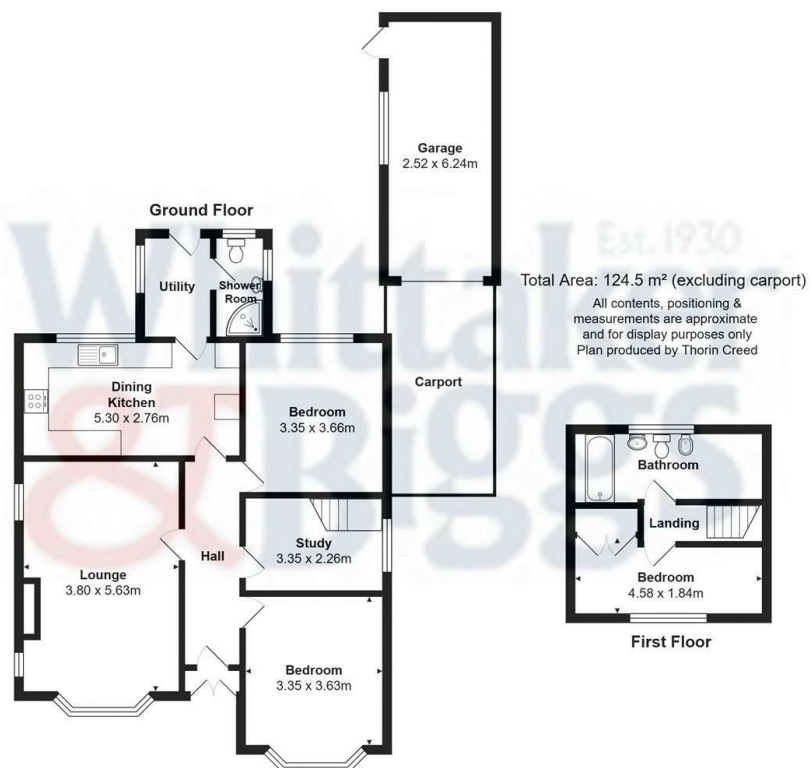 Whittaker
& Biggs
Est. 1930
Garage
2.52 x 6.24m
Ground Floor
Utility
Shower
Room
Total Area: 124.5 m² (excluding carport)
All contents, positioning &
measurements are approximate
and for display purposes only
Plan produced by Thorin Creed
Dining
Kitchen
5.30 x 2.76m
Bedroom
3.35 x 3.66m
Carport
Bathroom
Landing
Bedroom
4.58 x 1.84m
First Floor
Lounge
3.80 x 5.63m
Hall
Study
3.35 x 2.26m
Bedroom
3.35 x 3.63m